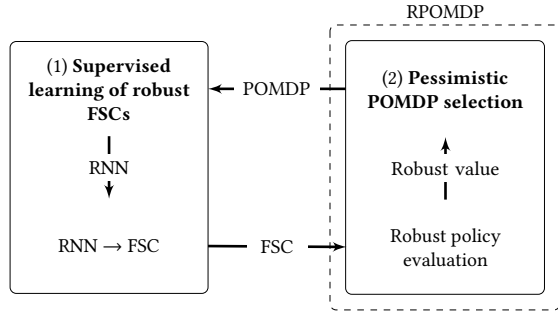 RPOMDP
(1) Supervised
learning of robust
FSCs
RNN
RNN → FSC
POMDP
FSC
(2) Pessimistic
POMDP selection
Robust value
Robust policy
evaluation